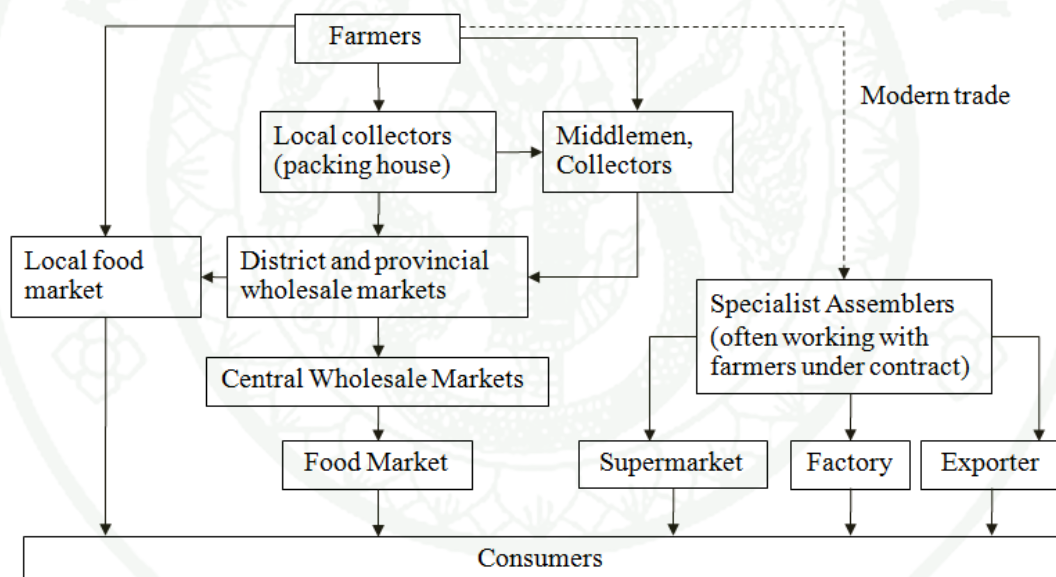 Farmers
Modern trade
Local collectors
(packing house)
Middlemen,
Collectors
Local food
market
District and provincial
wholesale markets
Specialist Assemblers
(often working with
farmers under contract)
Central Wholesale Markets
Food Market
Supermarket
Factory
Exporter
Consumers